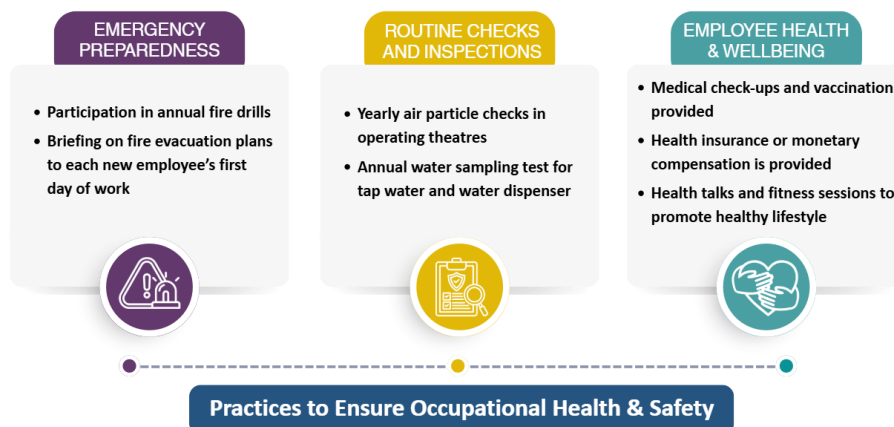 EMERGENCY
PREPAREDNESS
• Participation in annual fire drills
• Briefing on fire evacuation plans
to each new employee's first
day of work
ROUTINE CHECKS
AND INSPECTIONS
• Yearly air particle checks in
operating theatres
• Annual water sampling test for
tap water and water dispenser
EMPLOYEE HEALTH
& WELLBEING
• Medical check-ups and vaccination
provided
• Health insurance or monetary
compensation is provided
• Health talks and fitness sessions to
promote healthy lifestyle
Practices to Ensure Occupational Health & Safety